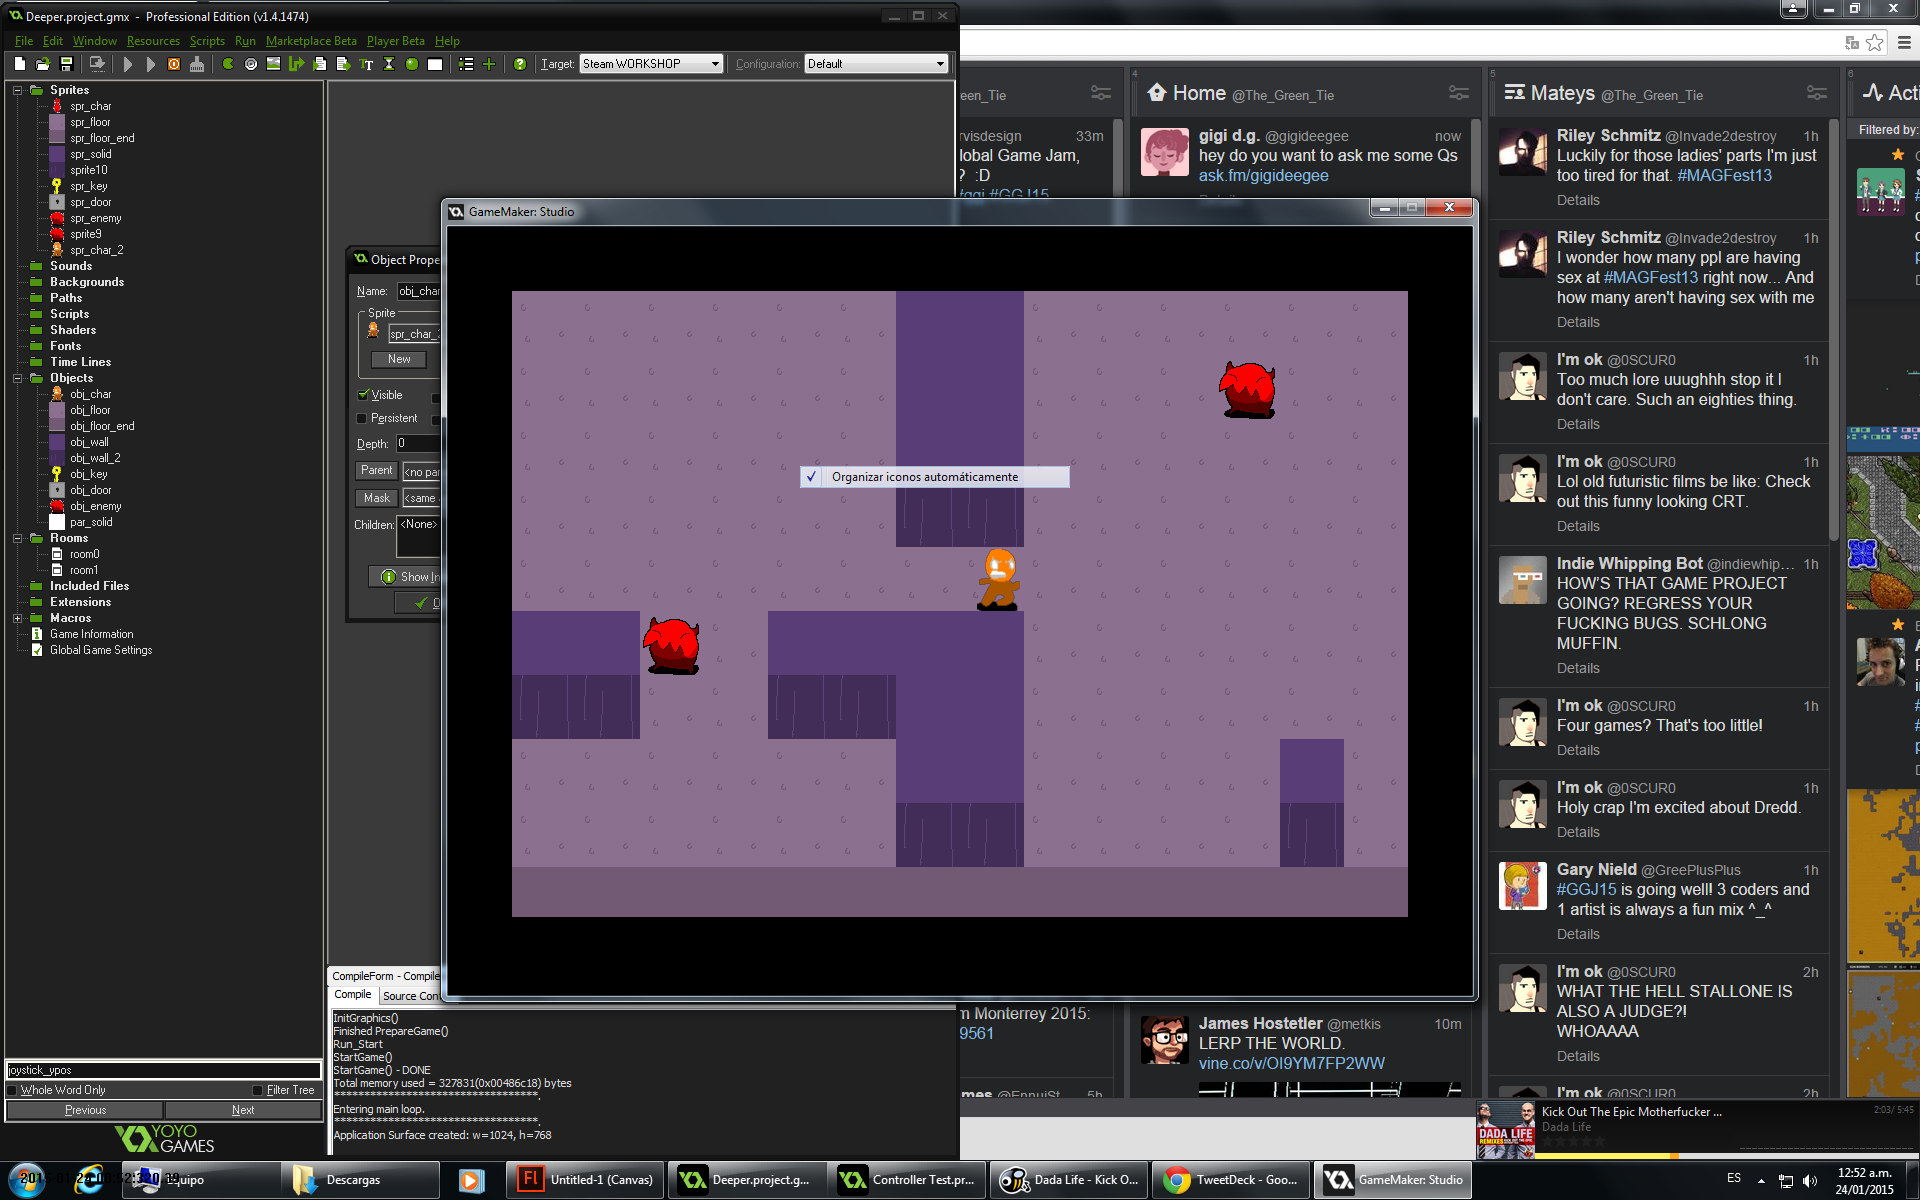 Deeper.project.gmx - Professional Edition (v1.4.1474)
File Edit Window Resources Scripts Run Marketplace Beta Player Beta Help
Target: Steam WORKSHOP Configuration: Default
Sprites
spr_char
spr_floor
spr_floor_end
spr_solid
sprite10
spr_key
spr_door
spr_enemy
sprite9
spr_char_2
Sounds
Backgrounds
Paths
Scripts
Shaders
Fonts
Time Lines
Objects
obj_char
obj_floor
obj_floor_end
obj_wall
obj_wall_2
obj_key
obj_door
obj_enemy
par_solid
Rooms
room0
room1
Included Files
Extensions
Macros
Game Information
Global Game Settings
joystick_ypos
Whole Word Only Filter Tree
Previous Next
YOYO
GAMES
Object Prope
Name: obj_char
Sprite
spr_char_2
New
Visible
Persistent
Depth: 0
Parent <no par
Mask <same
Children: <None>
Show In
GameMaker: Studio
Organizar iconos automáticamente
CompileForm - Compile
Compile Source Con
InitGraphics()
Finished PrepareGame()
Run_Start
StartGame()
StartGame() - DONE
Total memory used = 327831(0x00486c18) bytes
***********************************.
Entering main loop.
***********************************.
Application Surface created: w=1024, h=768
een_Tie
rvisdesign 33m
lobal Game Jam,
? :D
#ggj #GGJ15
m Monterrey 2015:
9561
mes @EnnuiSt 5h
4
Home @The_Green_Tie
gigi d.g. @gigideegee now
hey do you want to ask me some Qs
ask.fm/gigideegee
James Hostetler @metkis 10m
LERP THE WORLD.
vine.co/v/OI9YM7FP2WW
5
Mateys @The_Green_Tie
Riley Schmitz @Invade2destroy 1h
Luckily for those ladies' parts I'm just
too tired for that. #MAGFest13
Details
Riley Schmitz @Invade2destroy 1h
I wonder how many ppl are having
sex at #MAGFest13 right now... And
how many aren't having sex with me
Details
I'm ok @0SCUR0 1h
Too much lore uuughhh stop it I
don't care. Such an eighties thing.
Details
I'm ok @0SCUR0 1h
Lol old futuristic films be like: Check
out this funny looking CRT.
Details
Indie Whipping Bot @indiewhip... 1h
HOW'S THAT GAME PROJECT
GOING? REGRESS YOUR
FUCKING BUGS. SCHLONG
MUFFIN.
Details
I'm ok @0SCUR0 1h
Four games? That's too little!
Details
I'm ok @0SCUR0 1h
Holy crap I'm excited about Dredd.
Details
Gary Nield @GreePlusPlus 1h
#GGJ15 is going well! 3 coders and
1 artist is always a fun mix ^_^
Details
I'm ok @0SCUR0 2h
WHAT THE HELL STALLONE IS
ALSO A JUDGE?!
WHOAAAA
Details
I'm ok @0SCUR0 2h
6
Acti
Filtered by:
DADA LIFE
Kick Out The Epic Motherfucker ...
Dada Life
2:03/ 5:45
Equipo
Descargas
Untitled-1 (Canvas)
Deeper.project.g...
Controller Test.pr...
Dada Life - Kick O...
TweetDeck - Goo...
GameMaker: Studio
ES
12:52 a.m.
24/01/2015